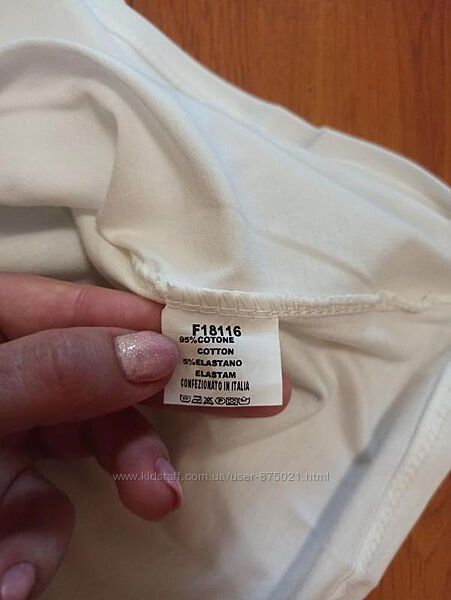 F18116
95%COTONE
COTTON
5%ELASTANO
ELASTAM
CONFEZIONATO IN ITALIA
www.kidstaff.com.ua/user-875021.html